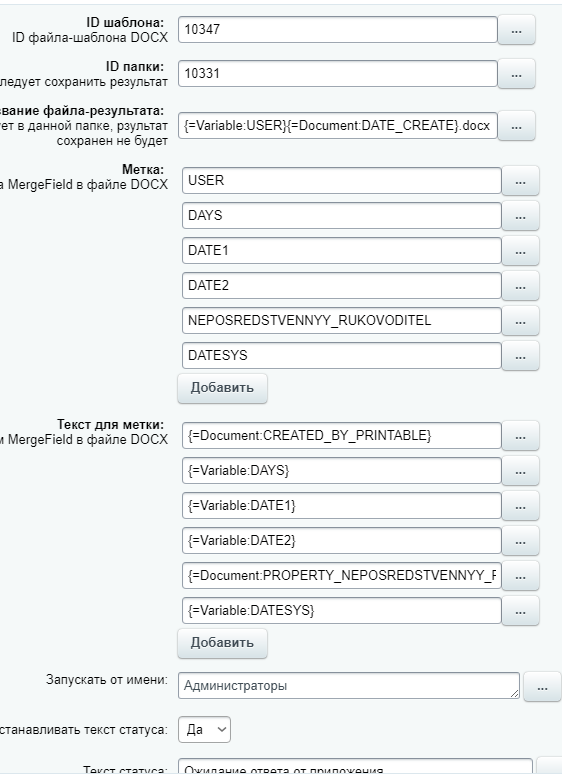 ID шаблона:
ID файла-шаблона DOCX
10347
...
ID папки:
ледует сохранить результат
10331
...
вание файла-результата:
ет в данной папке, рзультат
сохранен не будет
{=Variable:USER}{=Document:DATE_CREATE}.docx
...
Метка:
а MergeField в файле DOCX
USER
...
DAYS
...
DATE1
...
DATE2
...
NEPOSREDSTVENNYY_RUKOVODITEL
...
DATESYS
...
Добавить
Текст для метки:
м MergeField в файле DOCX
{=Document:CREATED_BY_PRINTABLE}
...
{=Variable:DAYS}
...
{=Variable:DATE1}
...
{=Variable:DATE2}
...
{=Document:PROPERTY_NEPOSREDSTVENNYY_F
...
{=Variable:DATESYS}
...
Добавить
Запускать от имени:
Администраторы
...
станавливать текст статуса:
Да
Текст статуса:
Ожидание ответа от приложения